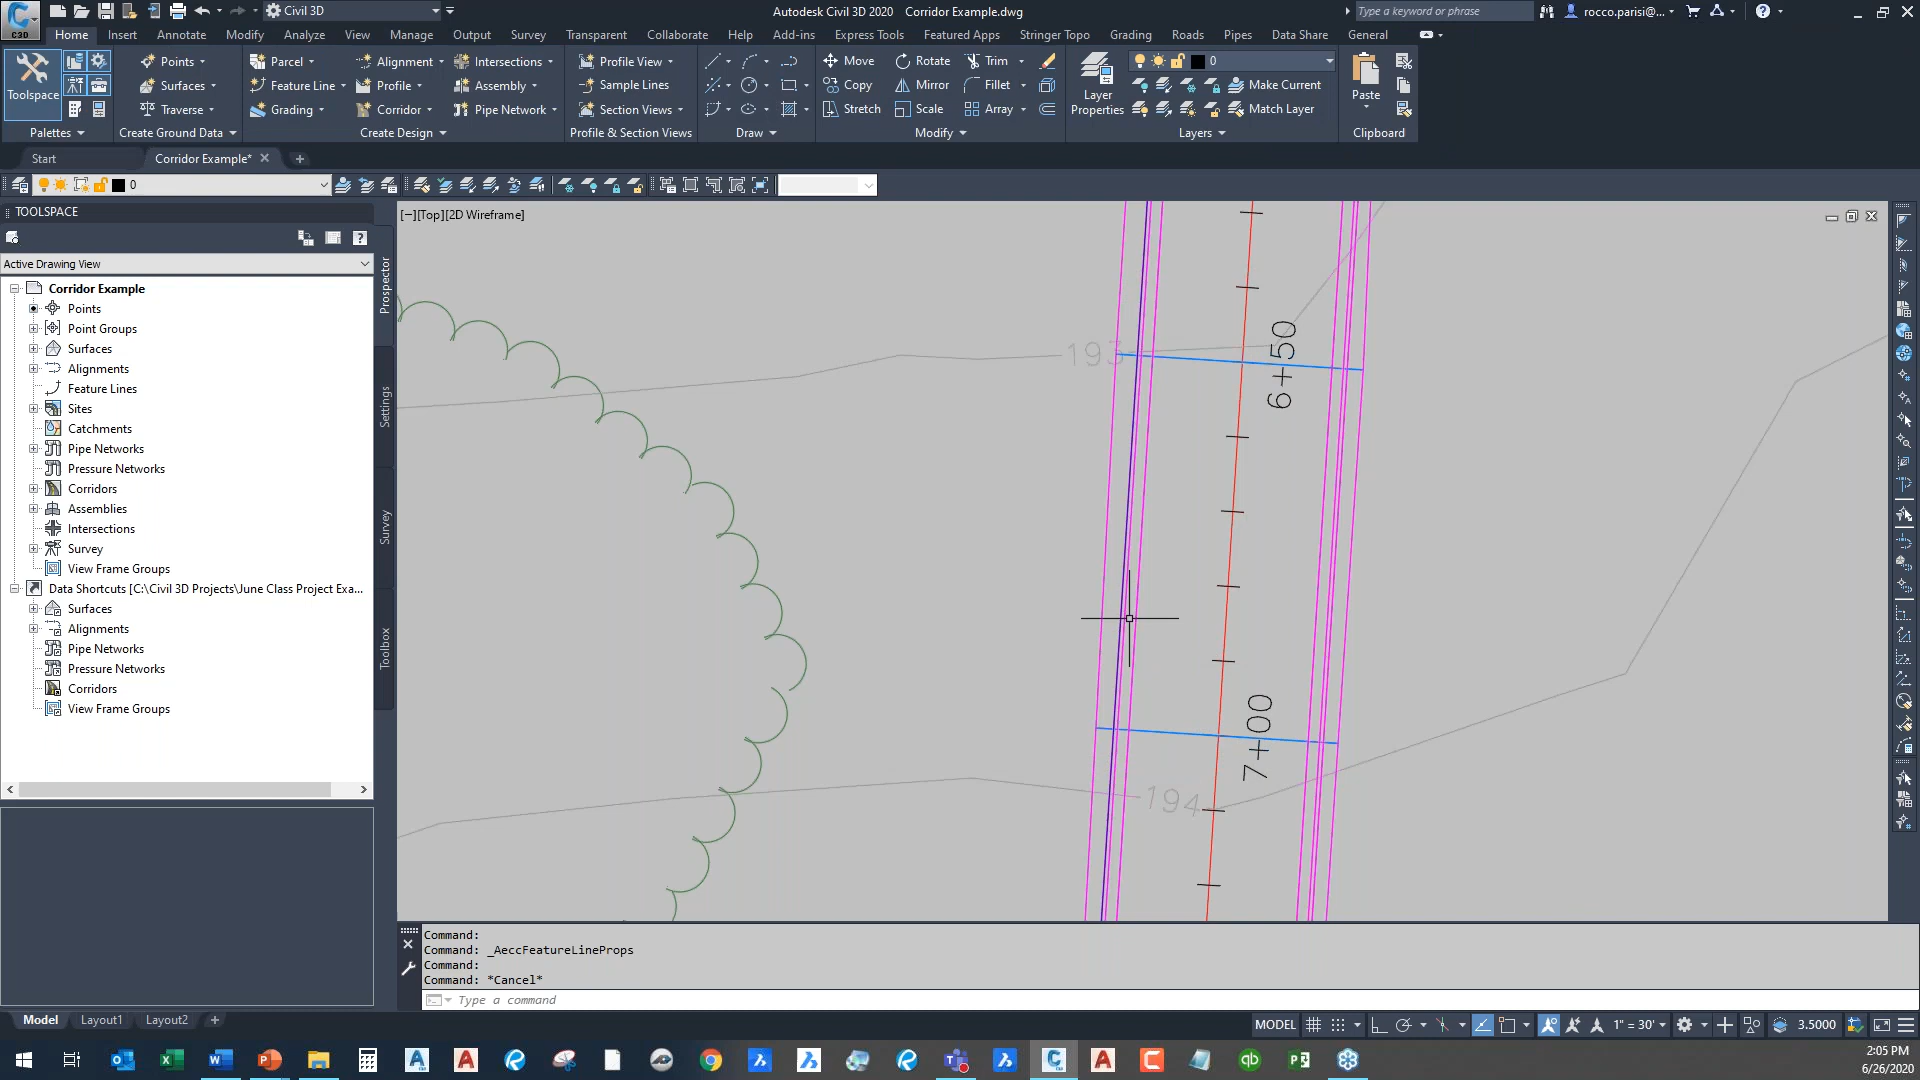 Civil 3D
Autodesk Civil 3D 2020 Corridor Example.dwg
Type a keyword or phrase
rocco.parisi@...
C3D
Home Insert Annotate Modify Analyze View Manage Output Survey Transparent Collaborate Help Add-ins Express Tools Featured Apps Stringer Topo Grading Roads Pipes Data Share General
Toolspace
Points
Surfaces
Traverse
Parcel
Feature Line
Grading
Alignment
Profile
Corridor
Intersections
Assembly
Pipe Network
Profile View
Sample Lines
Section Views
Move
Copy
Stretch
Rotate
Mirror
Scale
Trim
Fillet
Array
Layer
Properties
0
Make Current
Match Layer
Paste
Palettes
Create Ground Data
Create Design
Profile & Section Views
Draw
Modify
Layers
Clipboard
Start
Corridor Example*
0
TOOLSPACE
Active Drawing View
Corridor Example
Points
Point Groups
Surfaces
Alignments
Feature Lines
Sites
Catchments
Pipe Networks
Pressure Networks
Corridors
Assemblies
Intersections
Survey
View Frame Groups
Data Shortcuts [C:\Civil 3D Projects\June Class Project Exa...
Surfaces
Alignments
Pipe Networks
Pressure Networks
Corridors
View Frame Groups
Prospector
Settings
Survey
Toolbox
[−][Top][2D Wireframe]
193
6+50
7+00
194
Command:
Command: _AeccFeatureLineProps
Command:
Command: *Cancel*
Type a command
Model Layout1 Layout2
MODEL
1" = 30'
3.5000
2:05 PM
6/26/2020